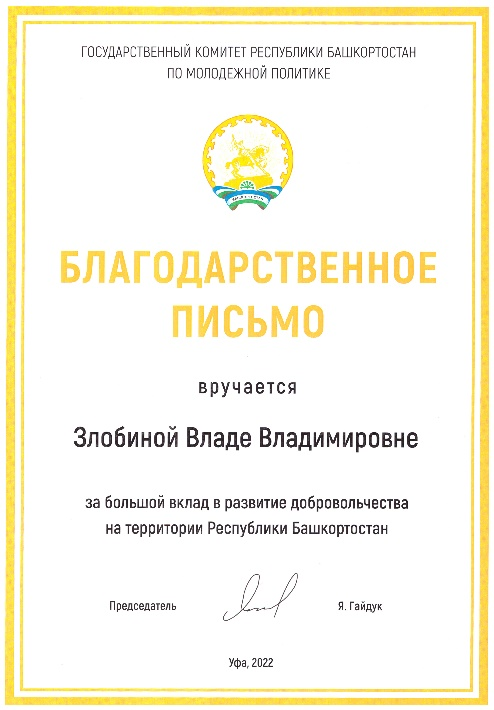 ГОСУДАРСТВЕННЫЙ КОМИТЕТ РЕСПУБЛИКИ БАШКОРТОСТАН
ПО МОЛОДЕЖНОЙ ПОЛИТИКЕ
БЛАГОДАРСТВЕННОЕ
ПИСЬМО
вручается
Злобиной Владе Владимировне
за большой вклад в развитие добровольчества
на территории Республики Башкортостан
Председатель Я. Гайдук
Уфа, 2022